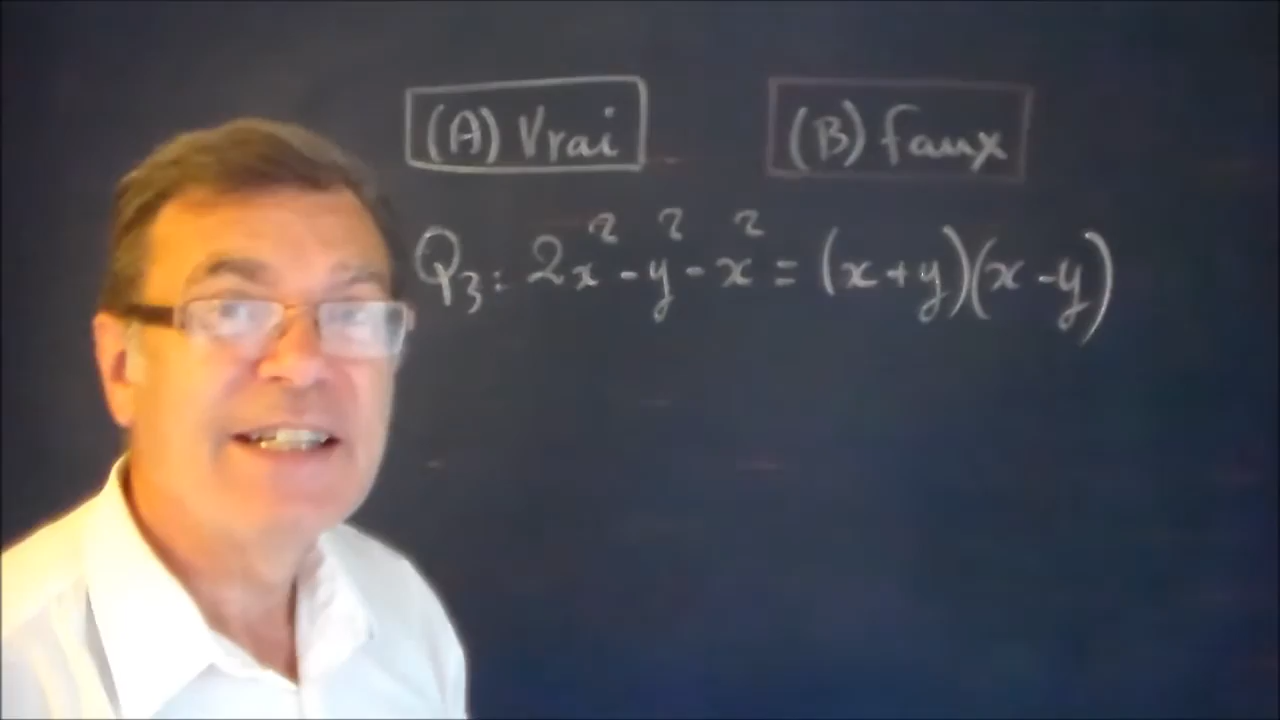 (A) Vrai (B) faux
Q₃: 2x² - y² - x² = (x + y)(x - y)